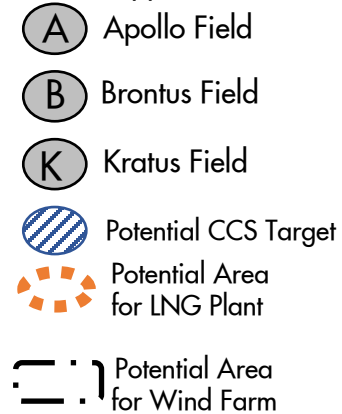 A Apollo Field
B Brontus Field
K Kratus Field
Potential CCS Target
Potential Area
for LNG Plant
Potential Area
for Wind Farm